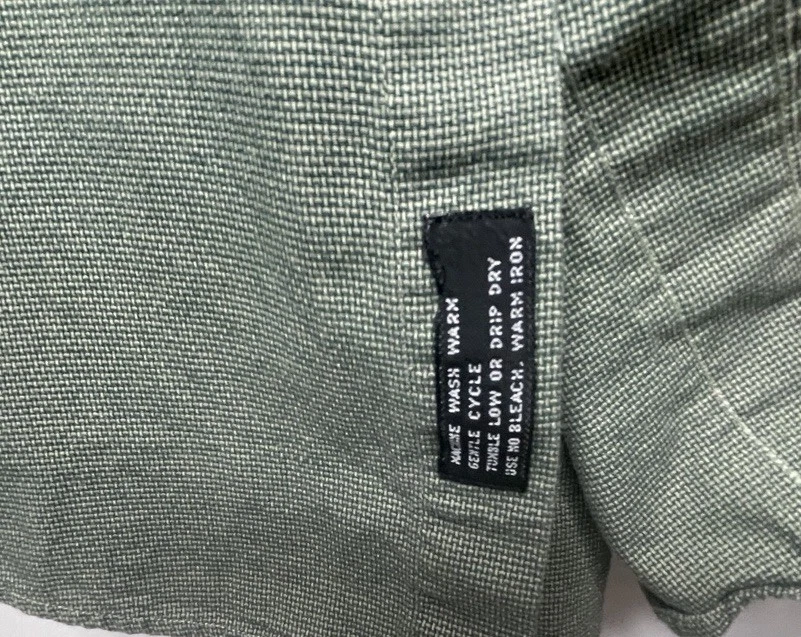 MACHINE WASH WARM
GENTLE CYCLE
TUMBLE LOW OR DRIP DRY
USE NO BLEACH. WARM IRON